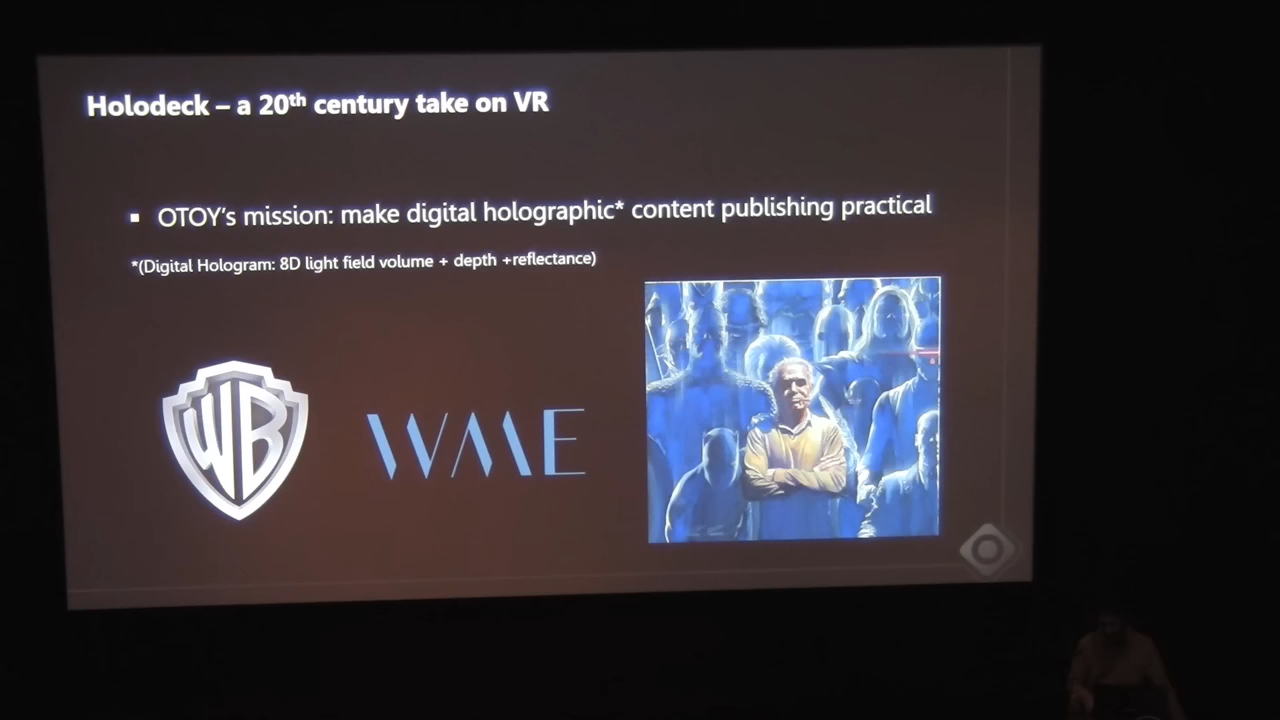 Holodeck – a 20th century take on VR
▪ OTOY's mission: make digital holographic* content publishing practical
*(Digital Hologram: 8D light field volume + depth +reflectance)
WB
WME